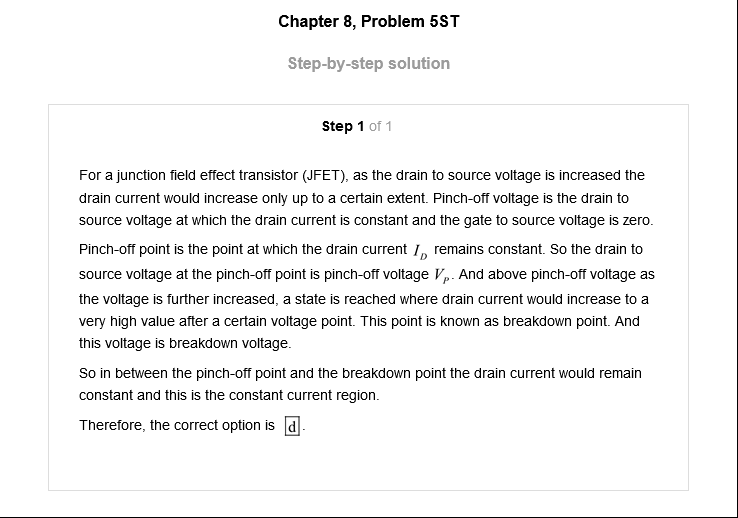 Chapter 8, Problem 5ST
Step-by-step solution
Step 1 of 1
For a junction field effect transistor (JFET), as the drain to source voltage is increased the
drain current would increase only up to a certain extent. Pinch-off voltage is the drain to
source voltage at which the drain current is constant and the gate to source voltage is zero.
Pinch-off point is the point at which the drain current I_D remains constant. So the drain to
source voltage at the pinch-off point is pinch-off voltage V_P. And above pinch-off voltage as
the voltage is further increased, a state is reached where drain current would increase to a
very high value after a certain voltage point. This point is known as breakdown point. And
this voltage is breakdown voltage.
So in between the pinch-off point and the breakdown point the drain current would remain
constant and this is the constant current region.
Therefore, the correct option is d.